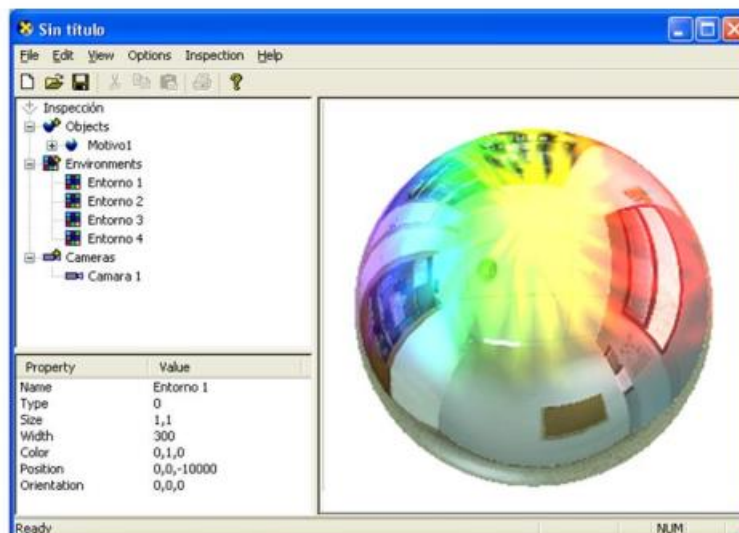 Sin título
File Edit View Options Inspection Help
Inspección
Objects
Motivo1
Environments
Entorno 1
Entorno 2
Entorno 3
Entorno 4
Cameras
Camara 1
Property Value
Name Entorno 1
Type 0
Size 1,1
Width 300
Color 0,1,0
Position 0,0,-10000
Orientation 0,0,0
Ready NUM